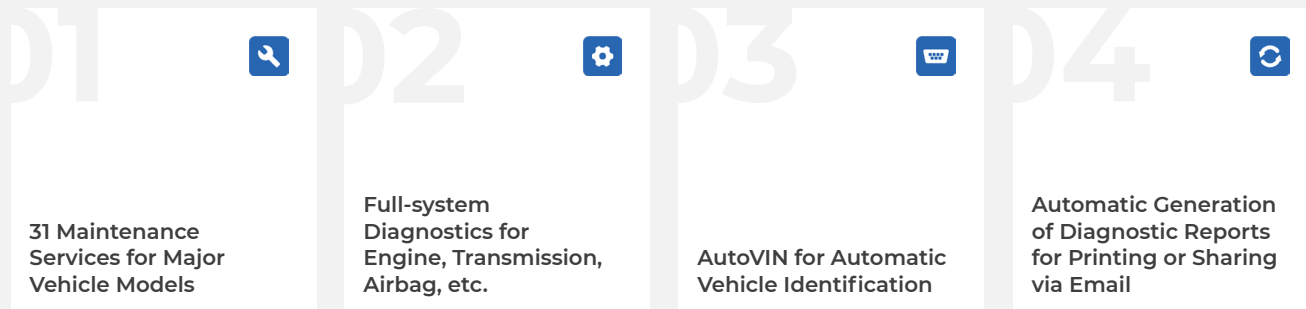 01
31 Maintenance
Services for Major
Vehicle Models
02
Full-system
Diagnostics for
Engine, Transmission,
Airbag, etc.
03
AutoVIN for Automatic
Vehicle Identification
04
Automatic Generation
of Diagnostic Reports
for Printing or Sharing
via Email